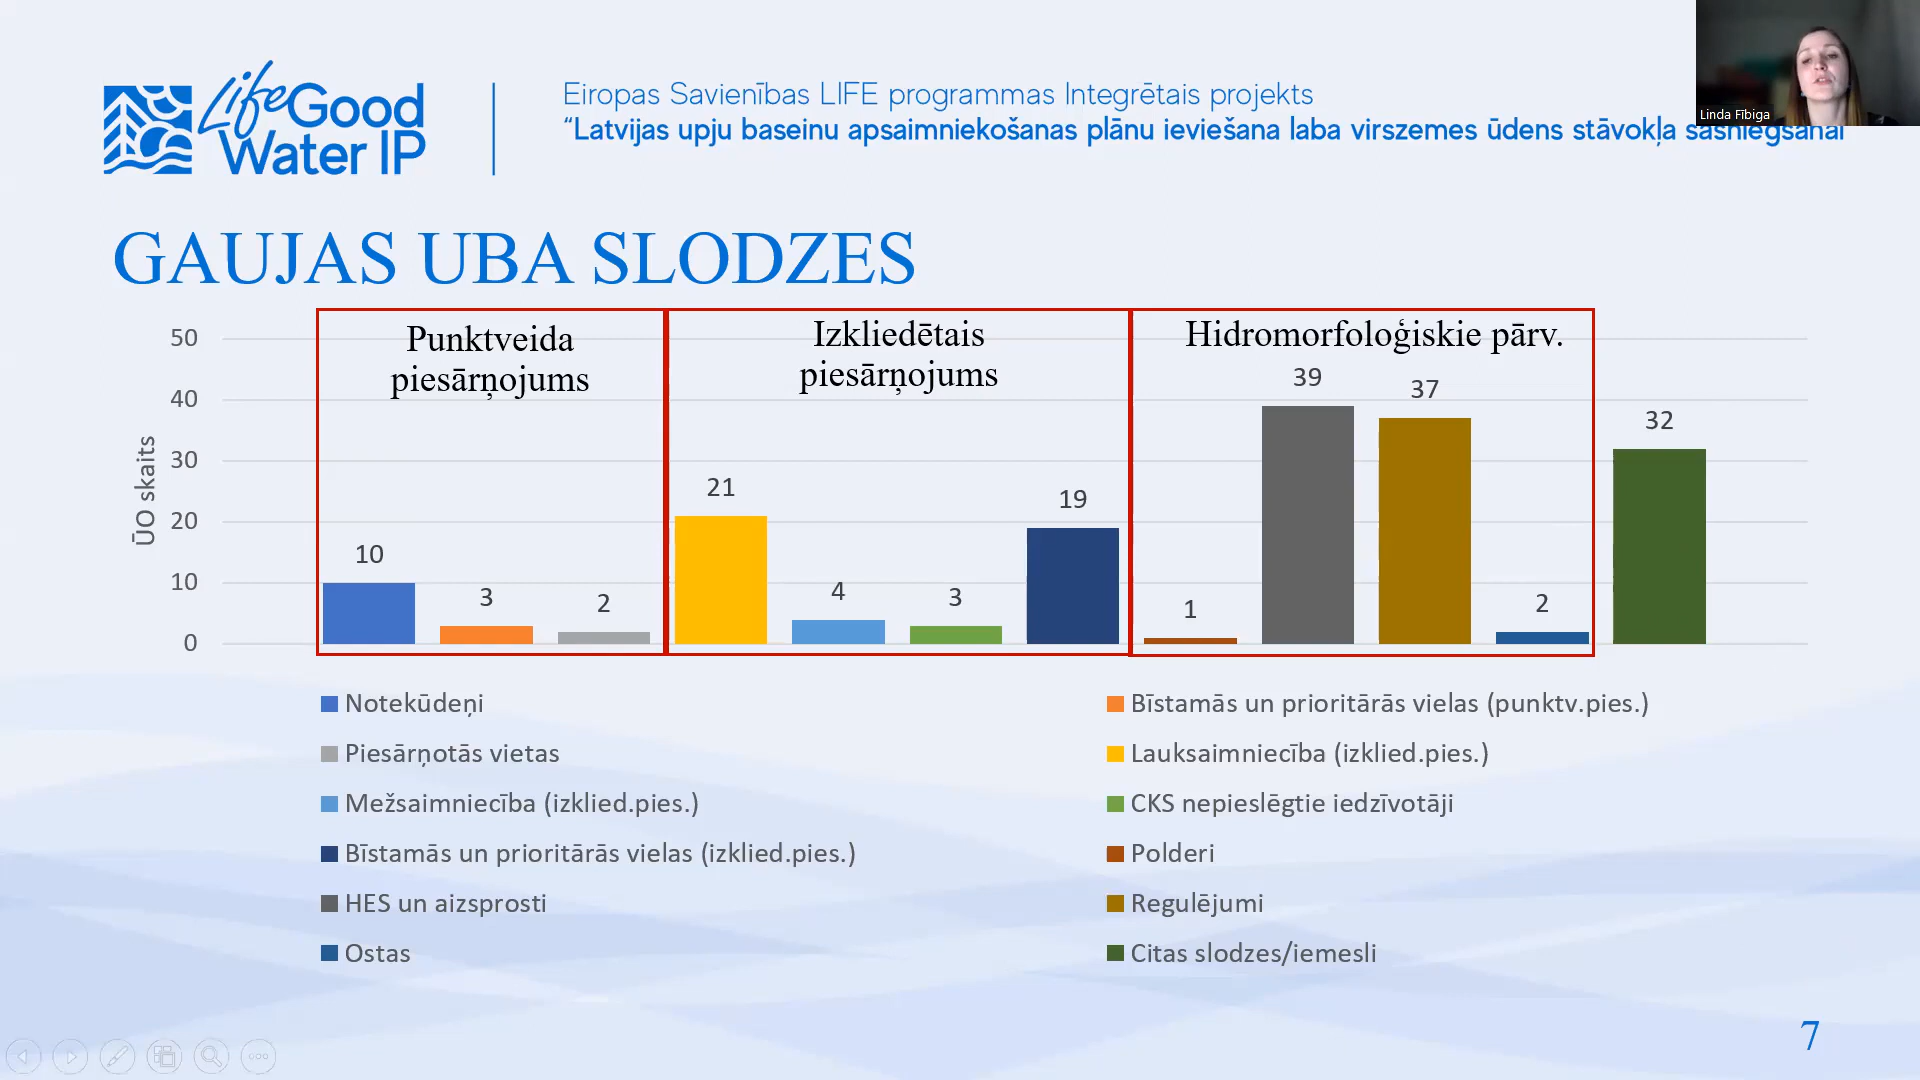 Life Good
Water IP
Eiropas Savienības LIFE programmas Integrētais projekts
“Latvijas upju baseinu apsaimniekošanas plānu ieviešana laba virszemes ūdens stāvokļa sasniegšanai
Linda Fībiga
GAUJAS UBA SLODZES
Punktveida
piesārņojums
Izkliedētais
piesārņojums
Hidromorfoloģiskie pārv.
ŪO skaits
50
40
30
20
10
0
10
3
2
21
4
3
19
1
39
37
2
32
Notekūdeņi
Bīstamās un prioritārās vielas (punktv.pies.)
Piesārņotās vietas
Lauksaimniecība (izklied.pies.)
Mežsaimniecība (izklied.pies.)
CKS nepieslēgtie iedzīvotāji
Bīstamās un prioritārās vielas (izklied.pies.)
Polderi
HES un aizsprosti
Regulējumi
Ostas
Citas slodzes/iemesli
7